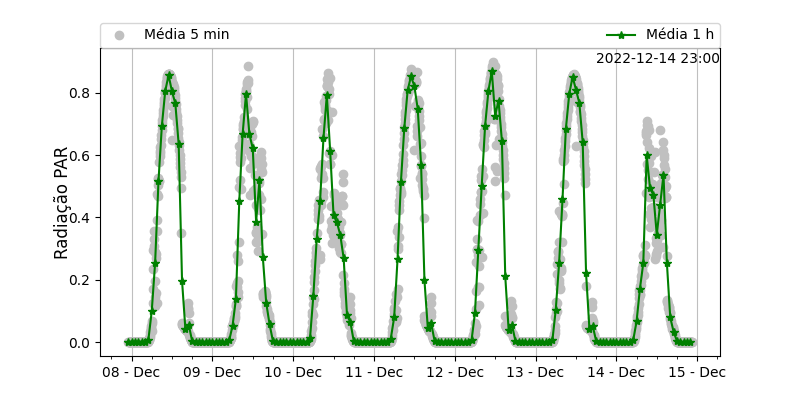 Média 5 min
Média 1 h
2022-12-14 23:00
Radiação PAR
0.8
0.6
0.4
0.2
0.0
08 - Dec
09 - Dec
10 - Dec
11 - Dec
12 - Dec
13 - Dec
14 - Dec
15 - Dec